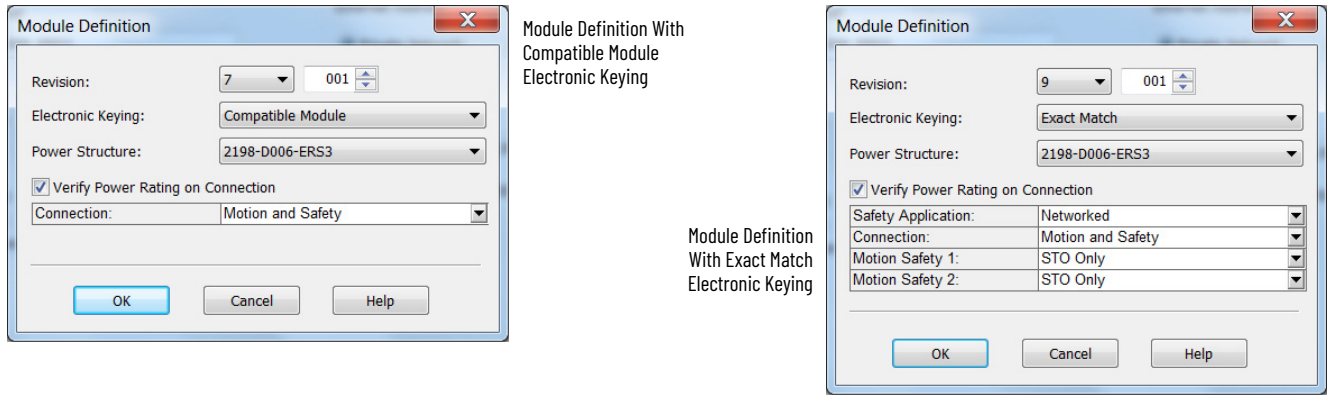 Module Definition
Revision: 7 001
Electronic Keying: Compatible Module
Power Structure: 2198-D006-ERS3
Verify Power Rating on Connection
Connection: Motion and Safety
OK Cancel Help
Module Definition With
Compatible Module
Electronic Keying
Module Definition
With Exact Match
Electronic Keying
Module Definition
Revision: 9 001
Electronic Keying: Exact Match
Power Structure: 2198-D006-ERS3
Verify Power Rating on Connection
Safety Application: Networked
Connection: Motion and Safety
Motion Safety 1: STO Only
Motion Safety 2: STO Only
OK Cancel Help